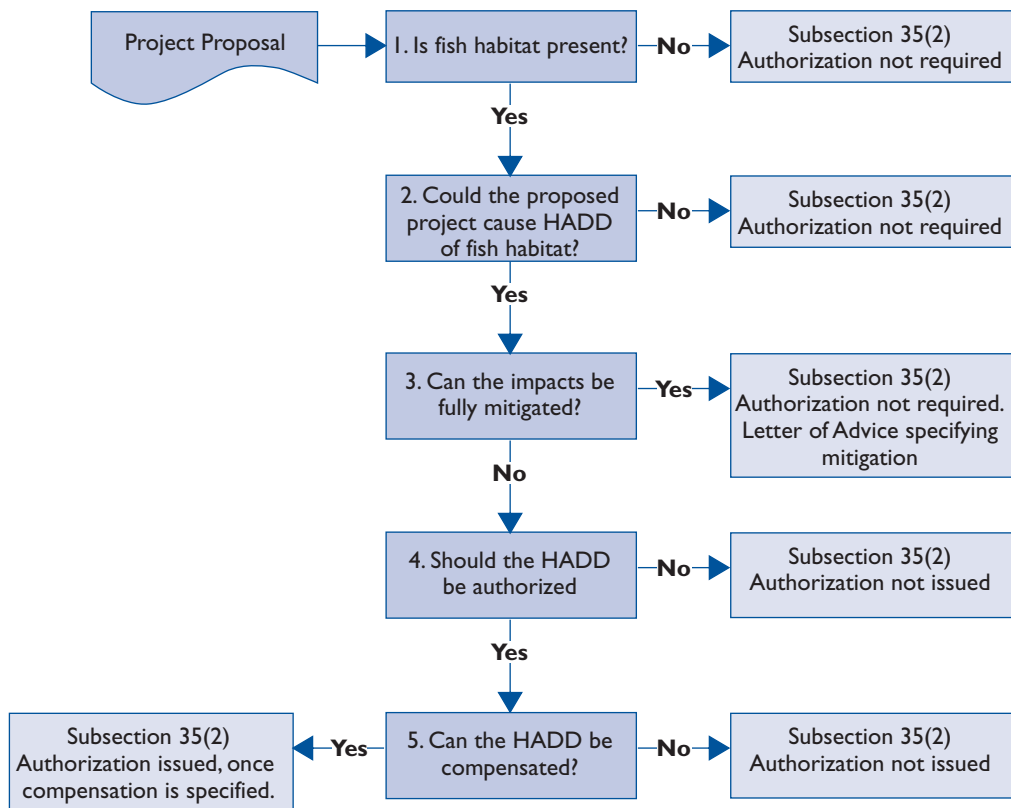 Project Proposal
1. Is fish habitat present?
No
Subsection 35(2)
Authorization not required
Yes
2. Could the proposed
project cause HADD
of fish habitat?
No
Subsection 35(2)
Authorization not required
Yes
3. Can the impacts be
fully mitigated?
Yes
Subsection 35(2)
Authorization not required.
Letter of Advice specifying
mitigation
No
4. Should the HADD
be authorized
No
Subsection 35(2)
Authorization not issued
Yes
5. Can the HADD be
compensated?
Yes
Subsection 35(2)
Authorization issued, once
compensation is specified.
No
Subsection 35(2)
Authorization not issued